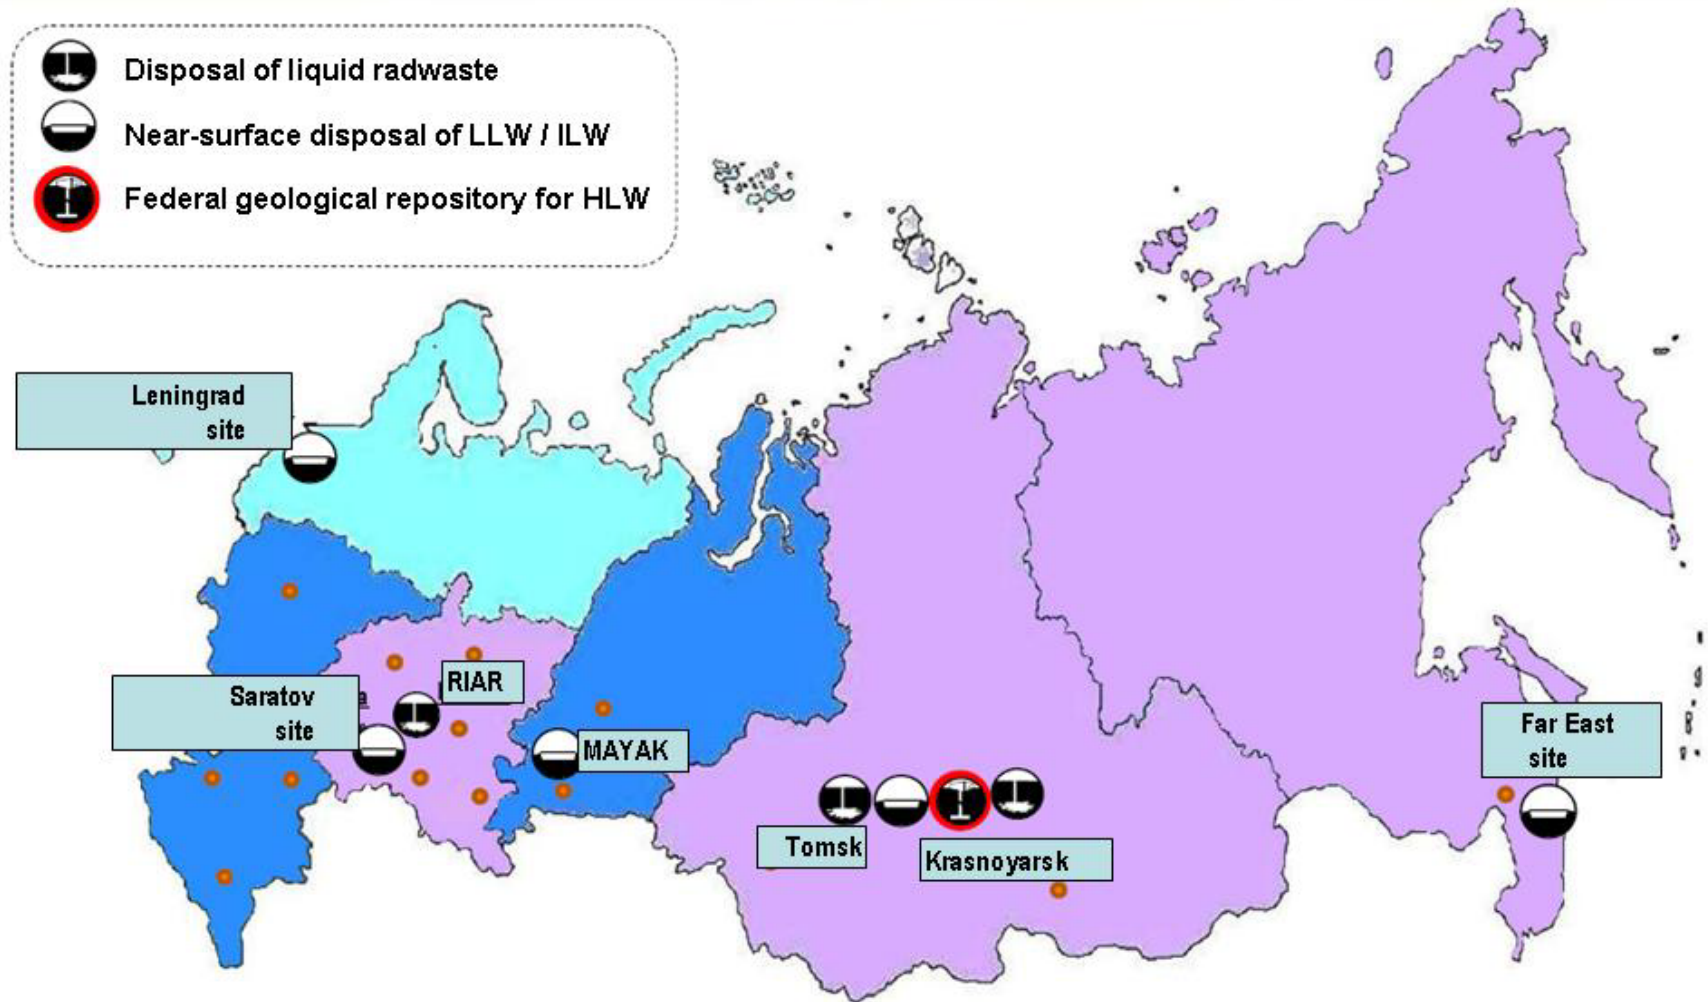 Disposal of liquid radwaste
Near-surface disposal of LLW / ILW
Federal geological repository for HLW
Leningrad
site
RIAR
Saratov
site
MAYAK
Far East
site
Tomsk
Krasnoyarsk